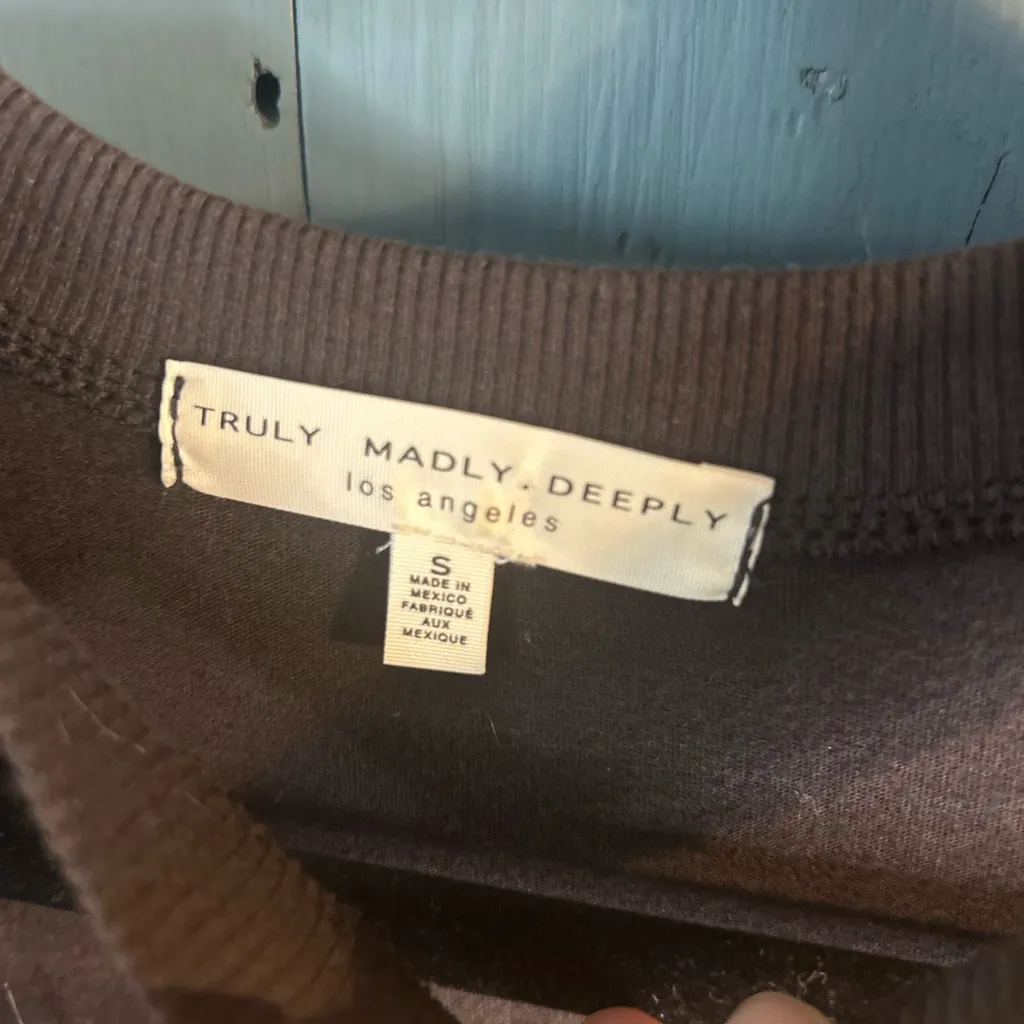 TRULY MADLY. DEEPLY
los angeles
S
MADE IN
MEXICO
FABRIQUÉ
AUX
MEXIQUE